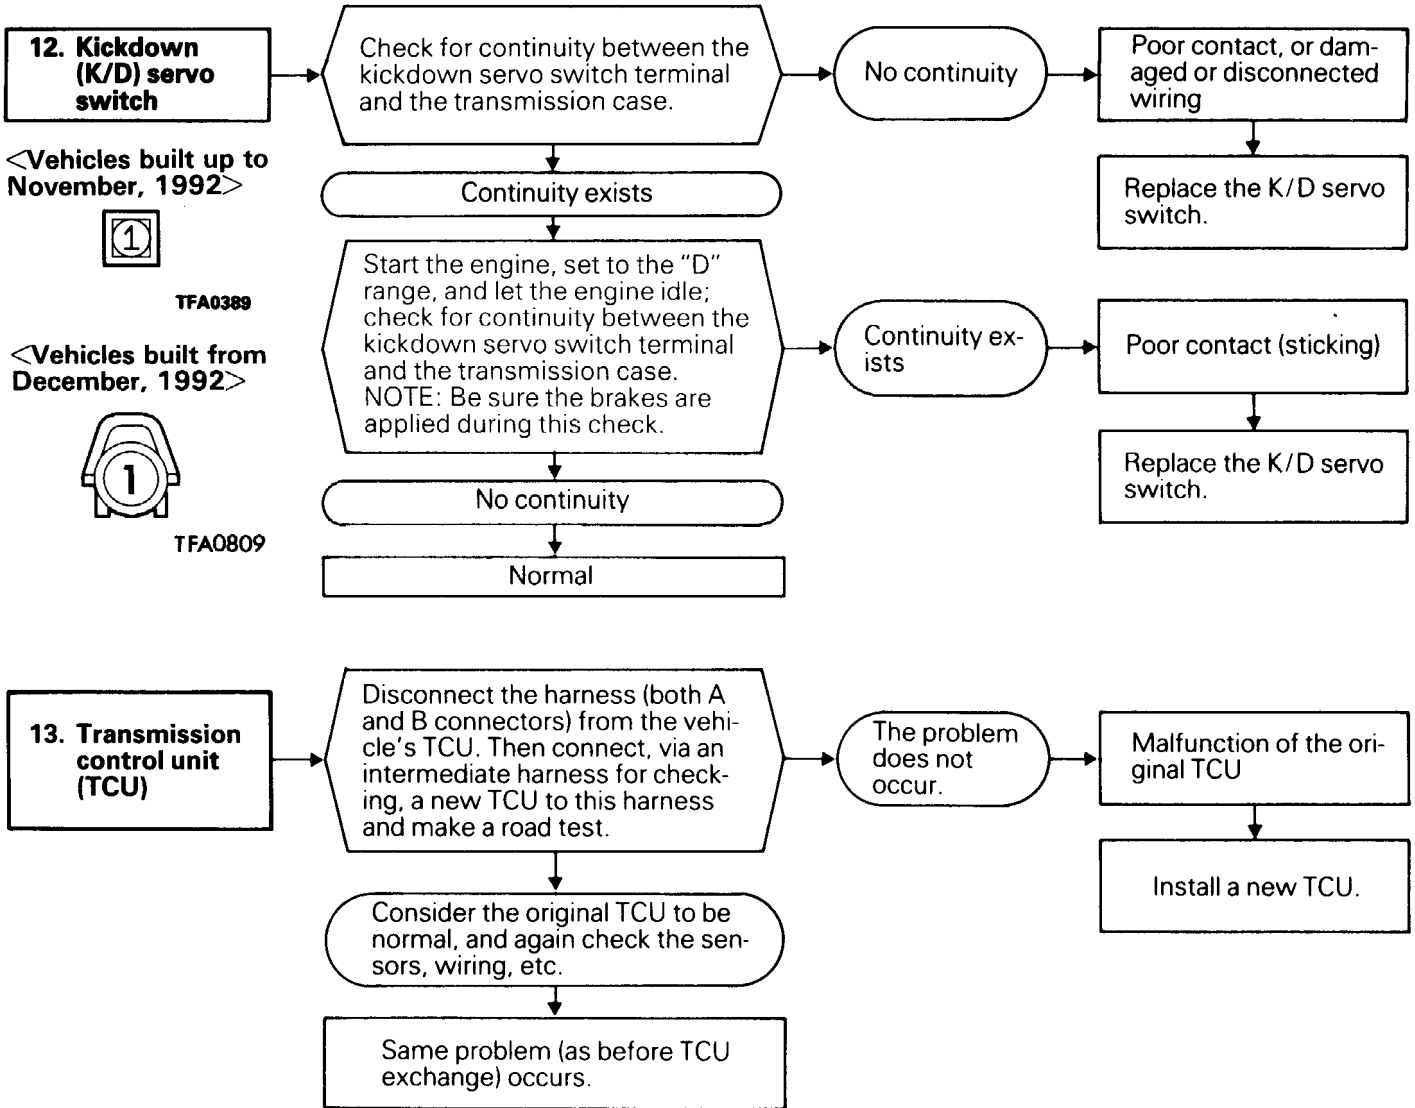 12. Kickdown
(K/D) servo
switch
Check for continuity between the
kickdown servo switch terminal
and the transmission case.
No continuity
Poor contact, or dam-
aged or disconnected
wiring
Replace the K/D servo
switch.
<Vehicles built up to
November, 1992>
1
TFA0389
<Vehicles built from
December, 1992>
1
TFA0809
Continuity exists
Start the engine, set to the "D"
range, and let the engine idle;
check for continuity between the
kickdown servo switch terminal
and the transmission case.
NOTE: Be sure the brakes are
applied during this check.
Continuity ex-
ists
Poor contact (sticking)
Replace the K/D servo
switch.
No continuity
Normal
13. Transmission
control unit
(TCU)
Disconnect the harness (both A
and B connectors) from the vehi-
cle's TCU. Then connect, via an
intermediate harness for check-
ing, a new TCU to this harness
and make a road test.
The problem
does not
occur.
Malfunction of the ori-
ginal TCU
Install a new TCU.
Consider the original TCU to be
normal, and again check the sen-
sors, wiring, etc.
Same problem (as before TCU
exchange) occurs.